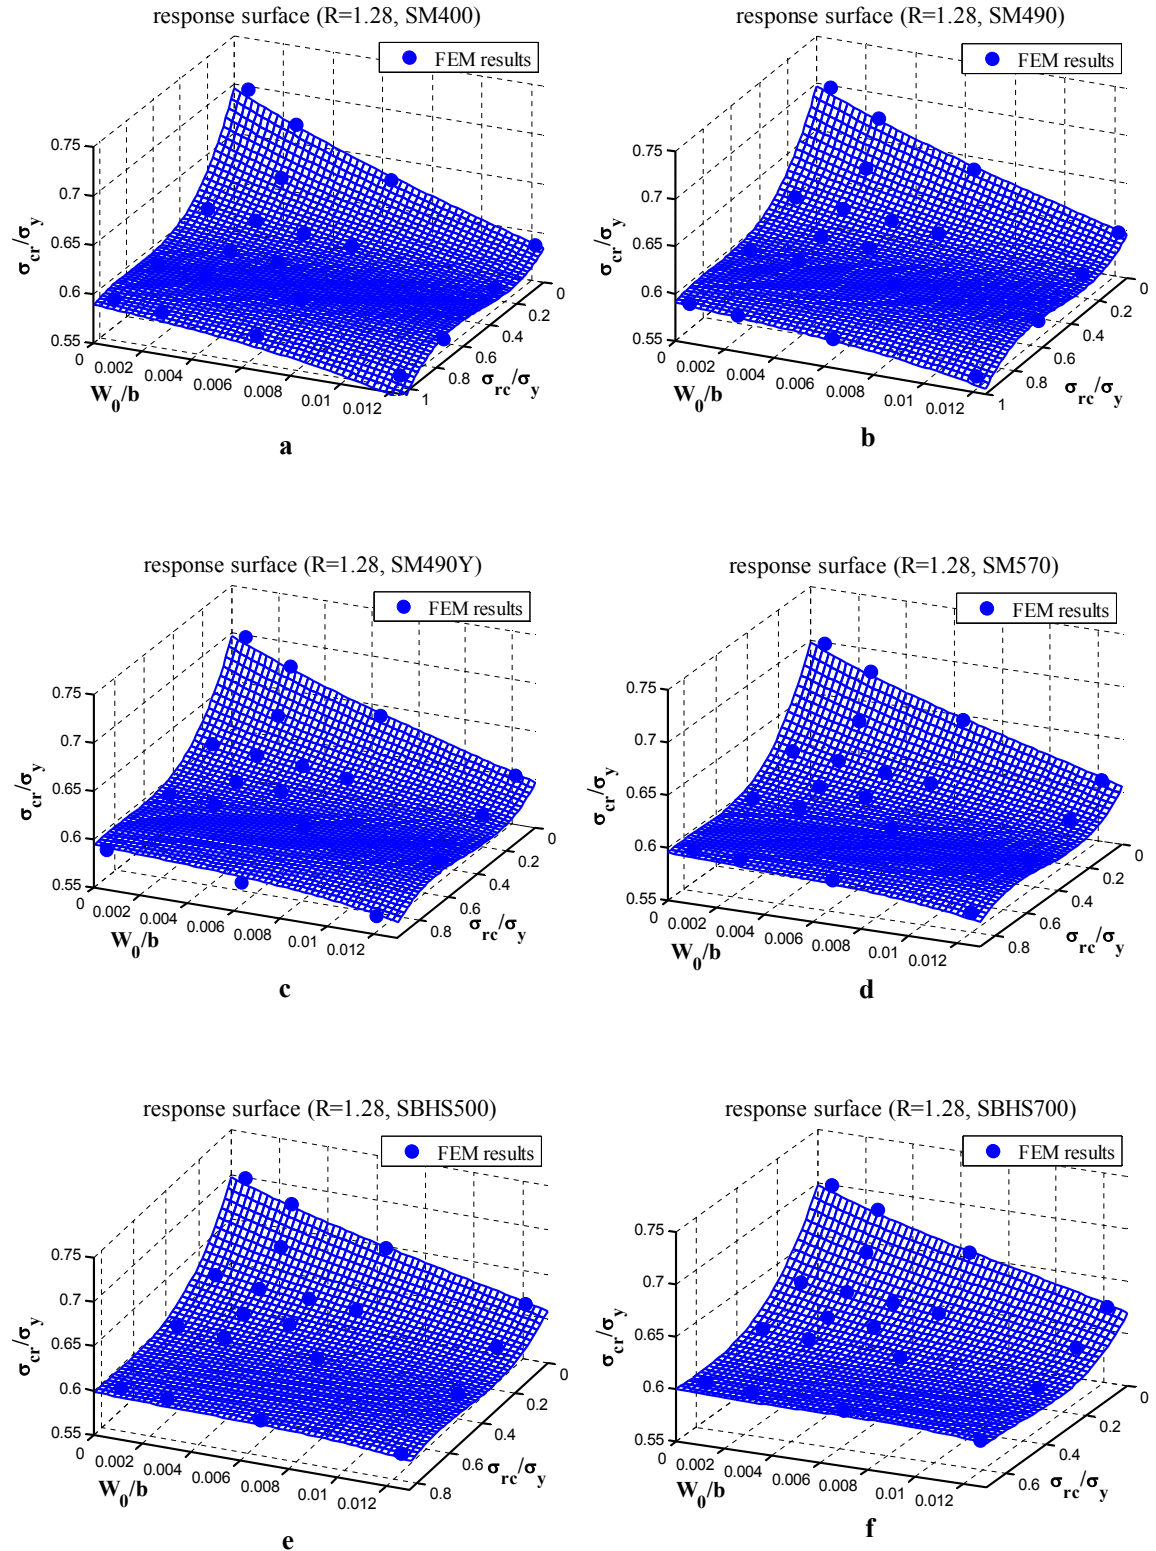 response surface (R=1.28, SM400)
FEM results
0.75
0.7
0.65
0.6
0.55
σcr/σy
0
0.002
0.004
0.006
0.008
0.01
0.012
W0/b
0
0.2
0.4
0.6
0.8
1
σrc/σy
a
response surface (R=1.28, SM490)
FEM results
0.75
0.7
0.65
0.6
0.55
σcr/σy
0
0.002
0.004
0.006
0.008
0.01
0.012
W0/b
0
0.2
0.4
0.6
0.8
1
σrc/σy
b
response surface (R=1.28, SM490Y)
FEM results
0.75
0.7
0.65
0.6
0.55
σcr/σy
0
0.002
0.004
0.006
0.008
0.01
0.012
W0/b
0
0.2
0.4
0.6
0.8
σrc/σy
c
response surface (R=1.28, SM570)
FEM results
0.75
0.7
0.65
0.6
0.55
σcr/σy
0
0.002
0.004
0.006
0.008
0.01
0.012
W0/b
0
0.2
0.4
0.6
0.8
σrc/σy
d
response surface (R=1.28, SBHS500)
FEM results
0.75
0.7
0.65
0.6
0.55
σcr/σy
0
0.002
0.004
0.006
0.008
0.01
0.012
W0/b
0
0.2
0.4
0.6
0.8
σrc/σy
e
response surface (R=1.28, SBHS700)
FEM results
0.75
0.7
0.65
0.6
0.55
σcr/σy
0
0.002
0.004
0.006
0.008
0.01
0.012
W0/b
0
0.2
0.4
0.6
σrc/σy
f